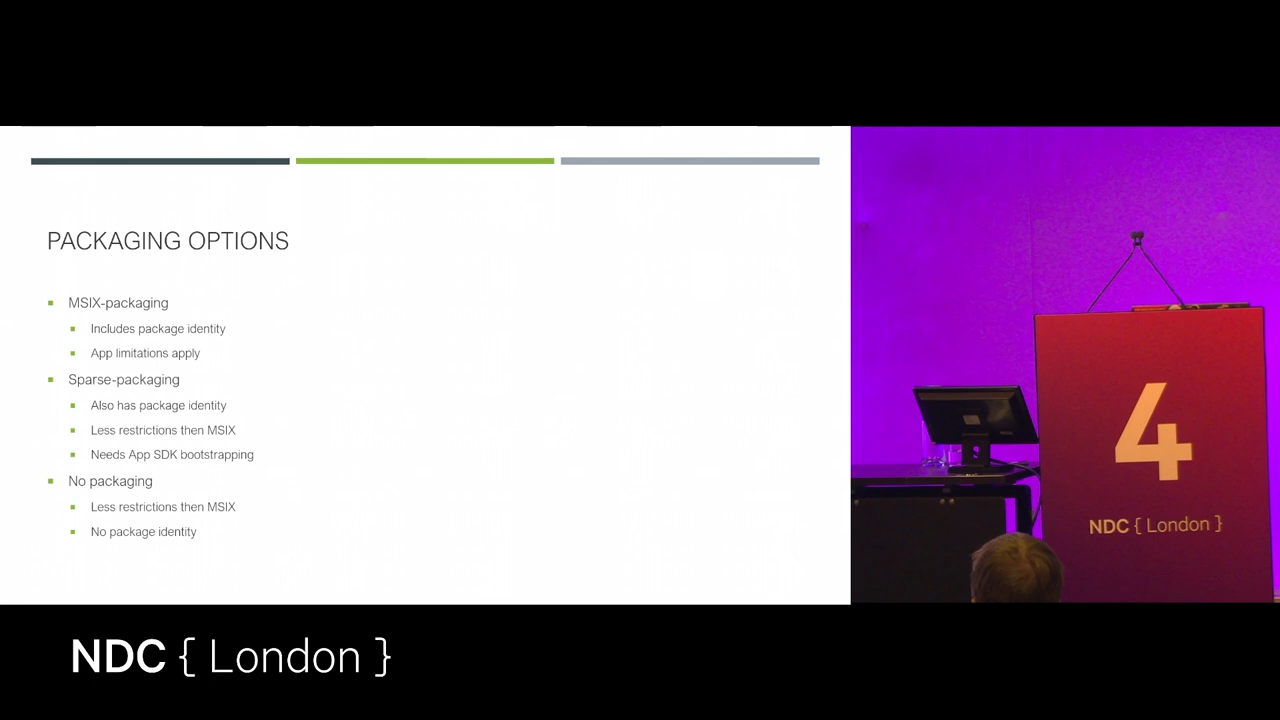 PACKAGING OPTIONS
MSIX-packaging
Includes package identity
App limitations apply
Sparse-packaging
Also has package identity
Less restrictions then MSIX
Needs App SDK bootstrapping
No packaging
Less restrictions then MSIX
No package identity
4
NDC { London }
NDC { London }